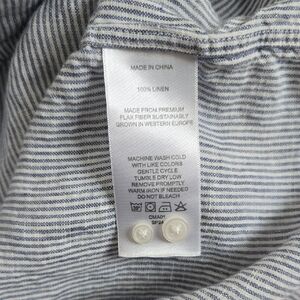 MADE IN CHINA
100% LINEN
MADE FROM PREMIUM
FLAX FIBER SUSTAINABLY
GROWN IN WESTERN EUROPE
MACHINE WASH COLD
WITH LIKE COLORS
GENTLE CYCLE
TUMBLE DRY LOW
REMOVE PROMPTLY
WARM IRON IF NEEDED
DO NOT BLEACH